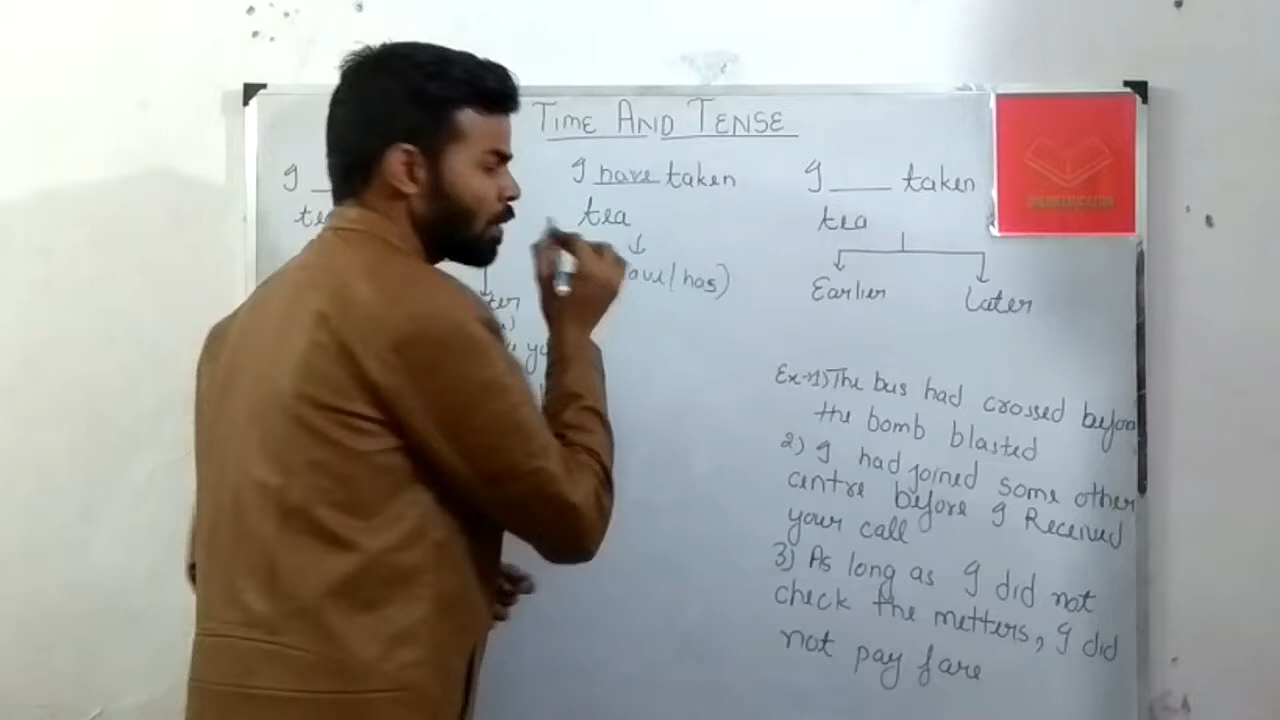 TIME AND TENSE
I
tea
I have taken
tea
have/has)
I ____ taken
tea
Earlier
Later
Ex-1) The bus had crossed before
the bomb blasted
2) I had joined some other
centre before I Received
your call
3) As long as I did not
check the metters, I did
not pay fare